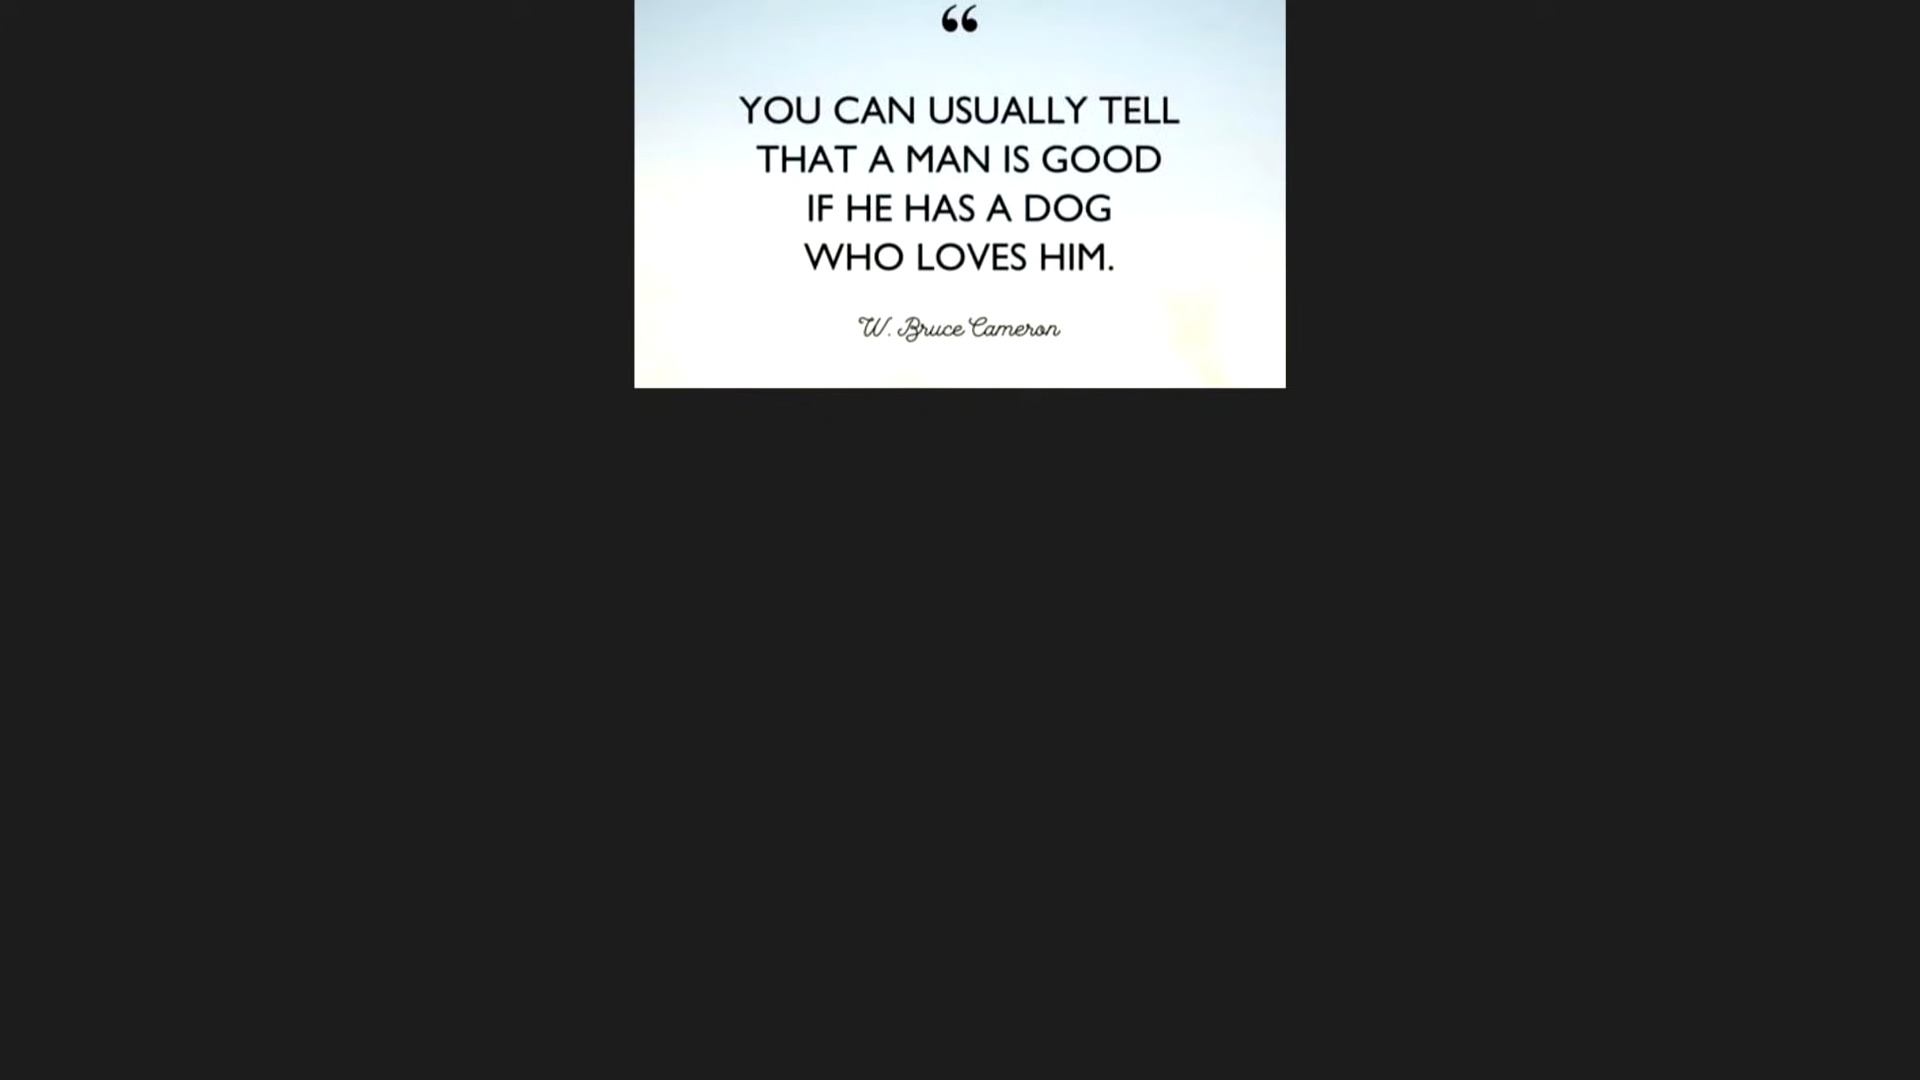 “
YOU CAN USUALLY TELL
THAT A MAN IS GOOD
IF HE HAS A DOG
WHO LOVES HIM.
W. Bruce Cameron